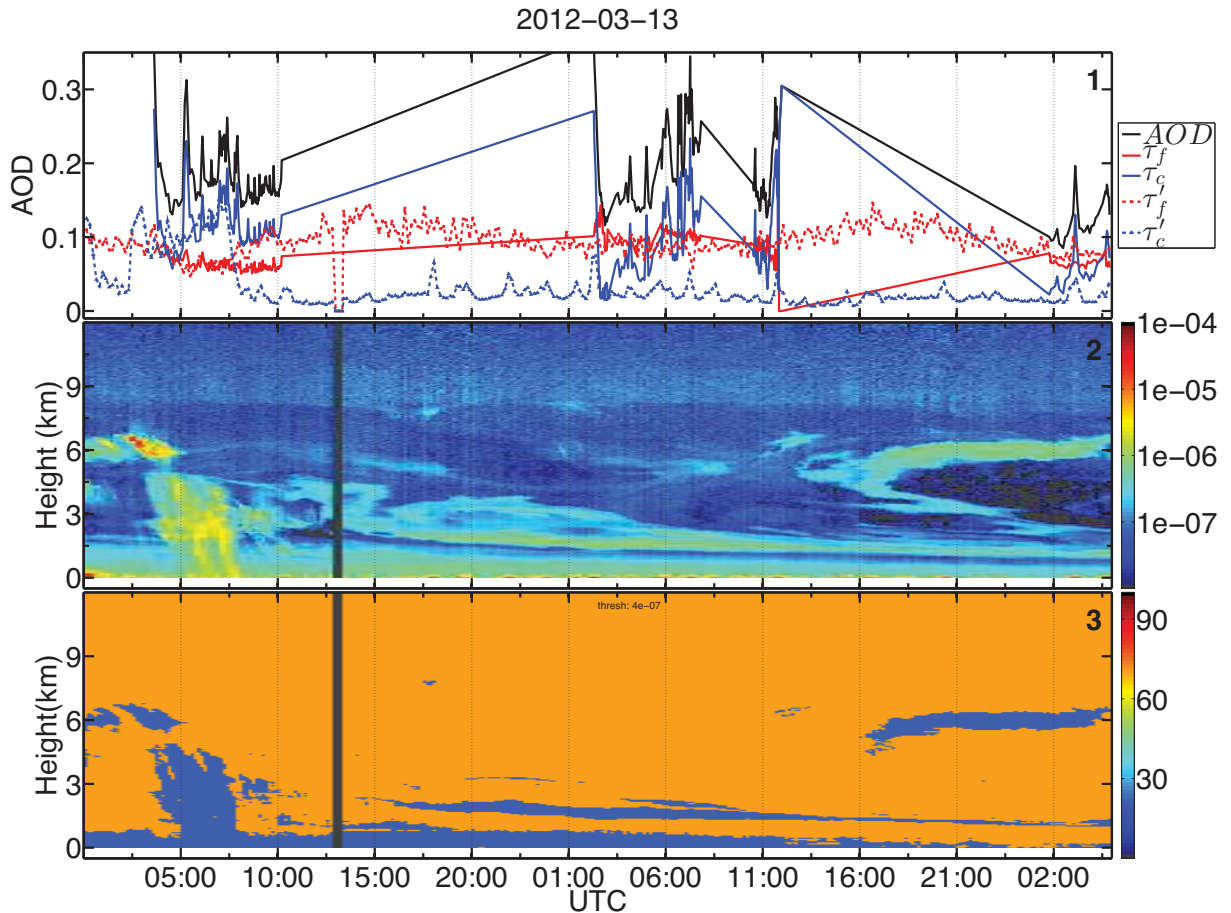 2012−03−13
1
0.3
0.2
0.1
0
AOD
AOD
τf
τc
τ′f
τ′c
2
9
6
3
0
Height (km)
1e−04
1e−05
1e−06
1e−07
thresh: 4e−07
3
9
6
3
0
Height(km)
90
60
30
05:00 10:00 15:00 20:00 01:00 06:00 11:00 16:00 21:00 02:00
UTC